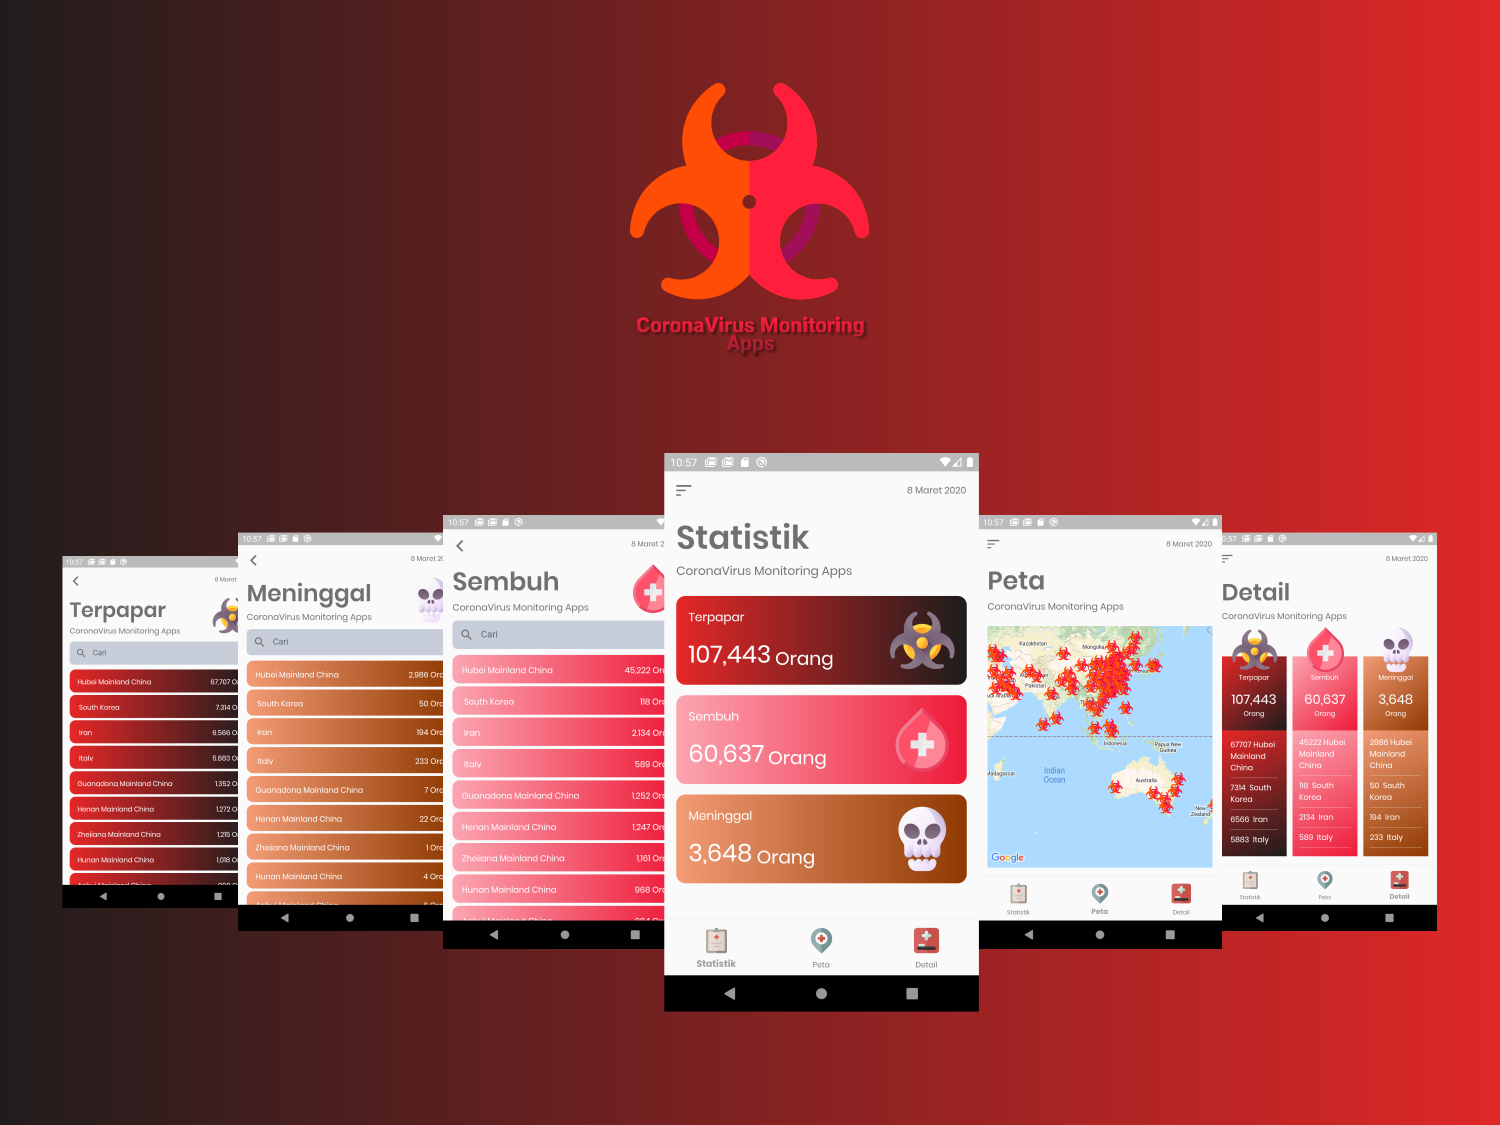 CoronaVirus Monitoring
Apps
10:57
8 Maret
Terpapar
CoronaVirus Monitoring Apps
Cari
Hubei Mainland China 67,707 O
South Korea 7,314 O
Iran 6,566 O
Italy 5,883 O
Guangdong Mainland China 1,352 O
Henan Mainland China 1,272 O
Zhejiang Mainland China 1,215 O
Hunan Mainland China 1,018 O
10:57
8 Maret 20
Meninggal
CoronaVirus Monitoring Apps
Cari
Hubei Mainland China 2,986 Ora
South Korea 50 Ora
Iran 194 Ora
Italy 233 Ora
Guangdong Mainland China 7 Ora
Henan Mainland China 22 Ora
Zhejiang Mainland China 1 Ora
Hunan Mainland China 4 Ora
10:57
8 Maret 2
Sembuh
CoronaVirus Monitoring Apps
Cari
Hubei Mainland China 45,222 Or
South Korea 118 Or
Iran 2,134 Or
Italy 589 Or
Guangdong Mainland China 1,252 Or
Henan Mainland China 1,247 Or
Zhejiang Mainland China 1,161 Or
Hunan Mainland China 968 Or
10:57
8 Maret 2020
Statistik
CoronaVirus Monitoring Apps
Terpapar
107,443 Orang
Sembuh
60,637 Orang
Meninggal
3,648 Orang
Statistik Peta Detail
10:57
8 Maret 2020
Peta
CoronaVirus Monitoring Apps
Kazakhstan
Mongolia
Pakistan
Indonesia
Papua New
Guinea
Madagascar
Indian
Ocean
Australia
New
Zealand
Google
Statistik Peta Detail
0:57
8 Maret 2020
Detail
CoronaVirus Monitoring Apps
Terpapar
107,443
Orang
67707 Hubei
Mainland
China
7314 South
Korea
6566 Iran
5883 Italy
Sembuh
60,637
Orang
45222 Hubei
Mainland
China
118 South
Korea
2134 Iran
589 Italy
Meninggal
3,648
Orang
2986 Hubei
Mainland
China
50 South
Korea
194 Iran
233 Italy
Statistik Peta Detail